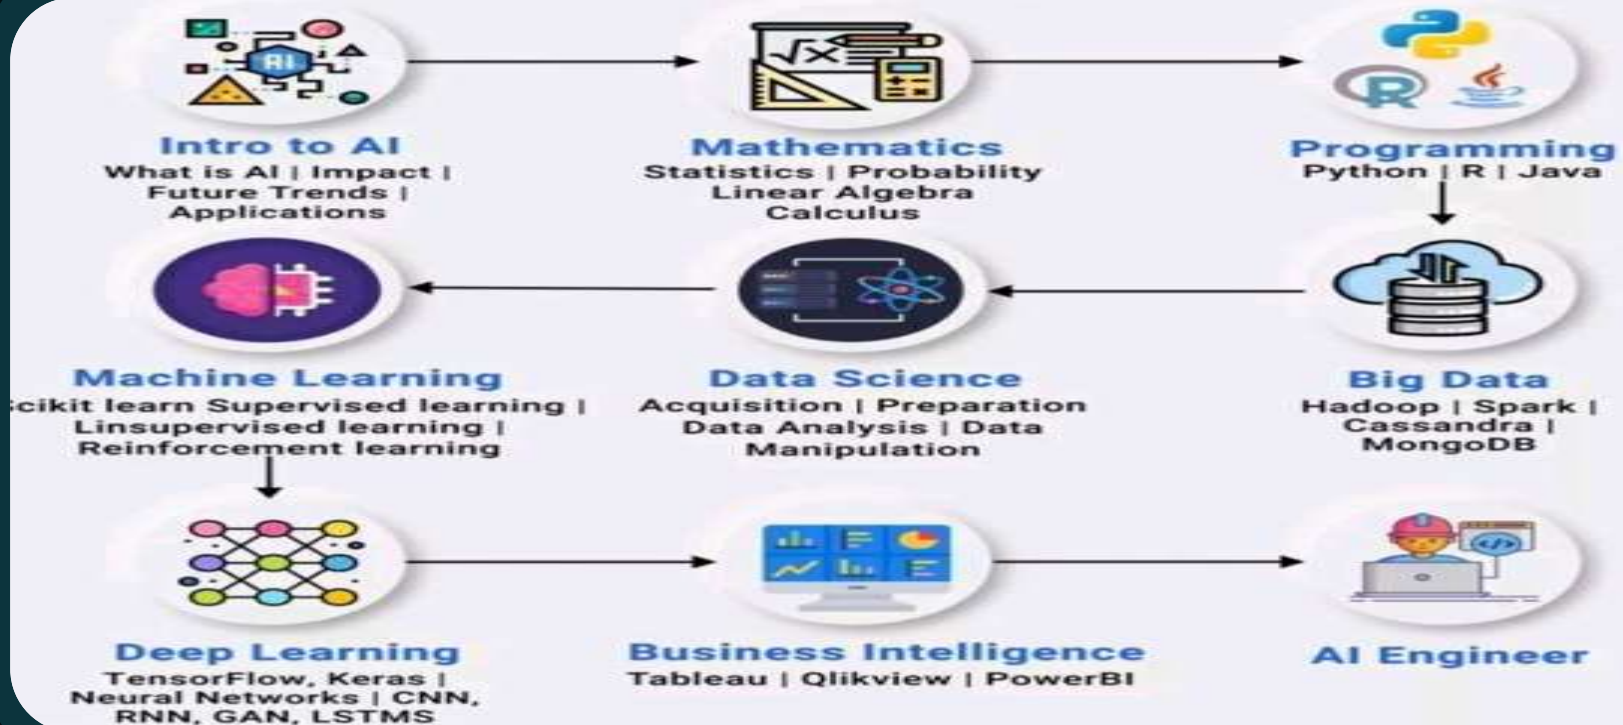 AI
√x
Intro to AI
What is AI | Impact |
Future Trends |
Applications
Mathematics
Statistics | Probability
Linear Algebra
Calculus
R
Programming
Python | R | Java
Big Data
Hadoop | Spark |
Cassandra |
MongoDB
Data Science
Acquisition | Preparation
Data Analysis | Data
Manipulation
Machine Learning
cikit learn Supervised learning |
Linsupervised learning |
Reinforcement learning
Deep Learning
TensorFlow, Keras |
Neural Networks | CNN,
RNN, GAN, LSTMS
Business Intelligence
Tableau | Qlikview | PowerBI
</>
AI Engineer